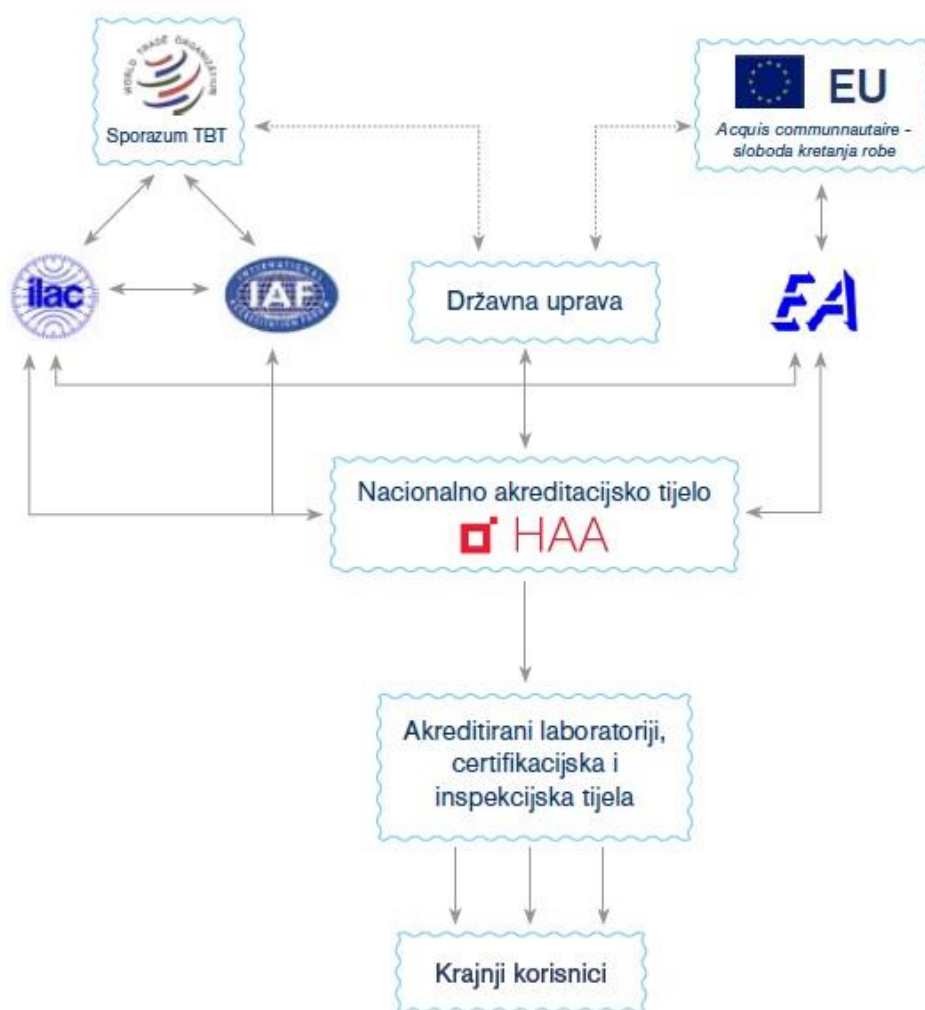 WORLD TRADE ORGANIZATION
Sporazum TBT
EU
Acquis communnautaire -
sloboda kretanja robe
ilac
INTERNATIONAL
IAF
ACCREDITATION FORUM
Državna uprava
EA
Nacionalno akreditacijsko tijelo
HAA
Akreditirani laboratoriji,
certifikacijska i
inspekcijska tijela
Krajnji korisnici